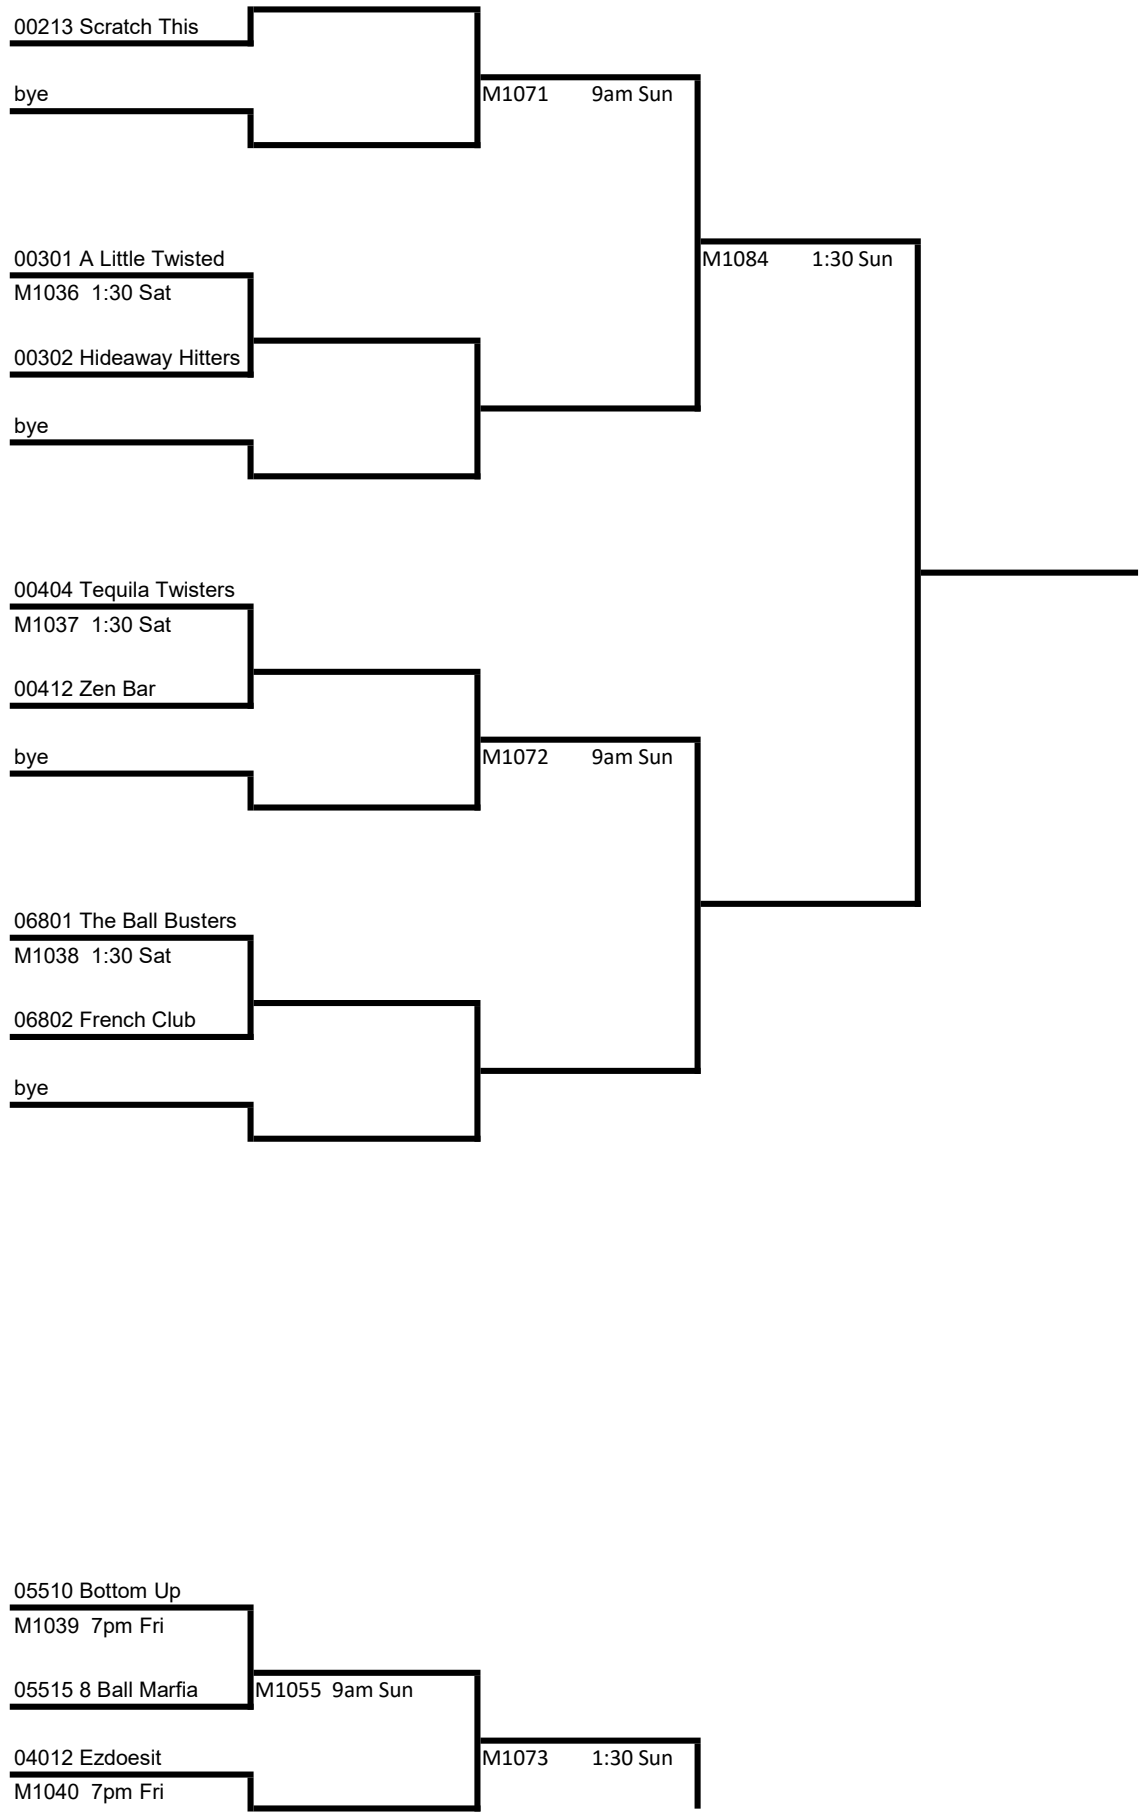 00213 Scratch This
bye
M1071 9am Sun
00301 A Little Twisted
M1084 1:30 Sun
M1036 1:30 Sat
00302 Hideaway Hitters
bye
00404 Tequila Twisters
M1037 1:30 Sat
00412 Zen Bar
bye
M1072 9am Sun
06801 The Ball Busters
M1038 1:30 Sat
06802 French Club
bye
05510 Bottom Up
M1039 7pm Fri
05515 8 Ball Marfia
M1055 9am Sun
04012 Ezdoesit
M1073 1:30 Sun
M1040 7pm Fri